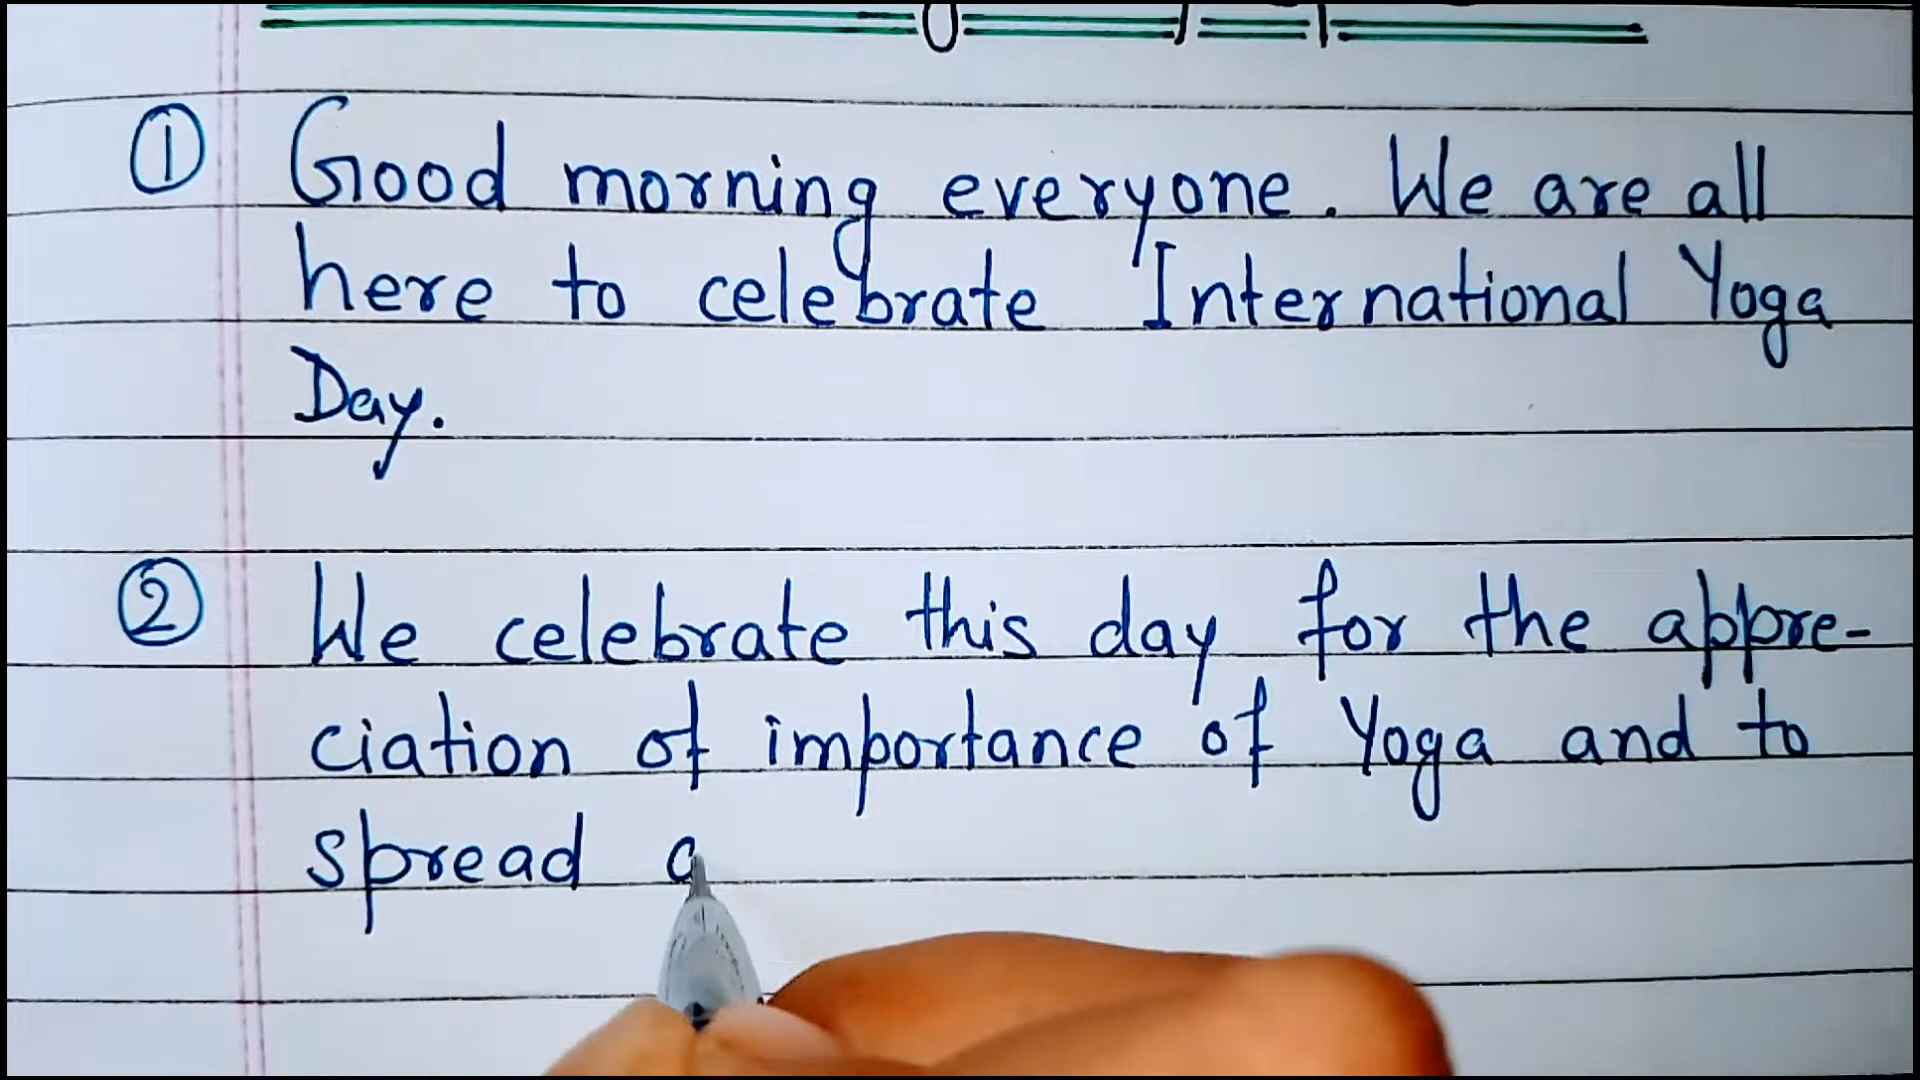 ① Good morning everyone. We are all
here to celebrate International Yoga
Day.
② We celebrate this day for the appre-
ciation of importance of Yoga and to
spread a